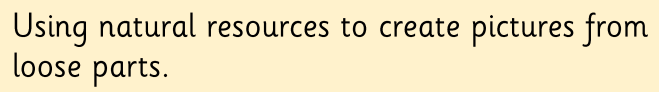 Using natural resources to create pictures from
loose parts.